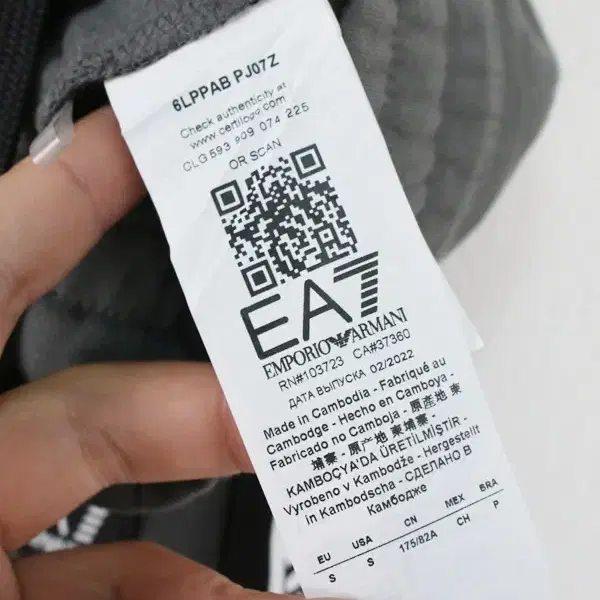 6LPPAB PJ07Z
Check authenticity at
www.certilogo.com
CLG 593 909 074 225
OR SCAN
EA7
EMPORIO ARMANI
RN#103723 CA#37360
ДАТА ВЫПУСКА 02/2022
Made in Cambodia - Fabriqué au
Cambodge - Hecho en Camboya -
Fabricado no Camboja - 原産地 東
埔寨 - 原产地 柬埔寨 -
KAMBOÇYA'DA ÜRETİLMİŞTİR -
Vyrobeno v Kambodže - Hergestellt
in Kambodscha - СДЕЛАНО В
Камбодже
EU USA CN MEX BRA
S S 175/82A CH P